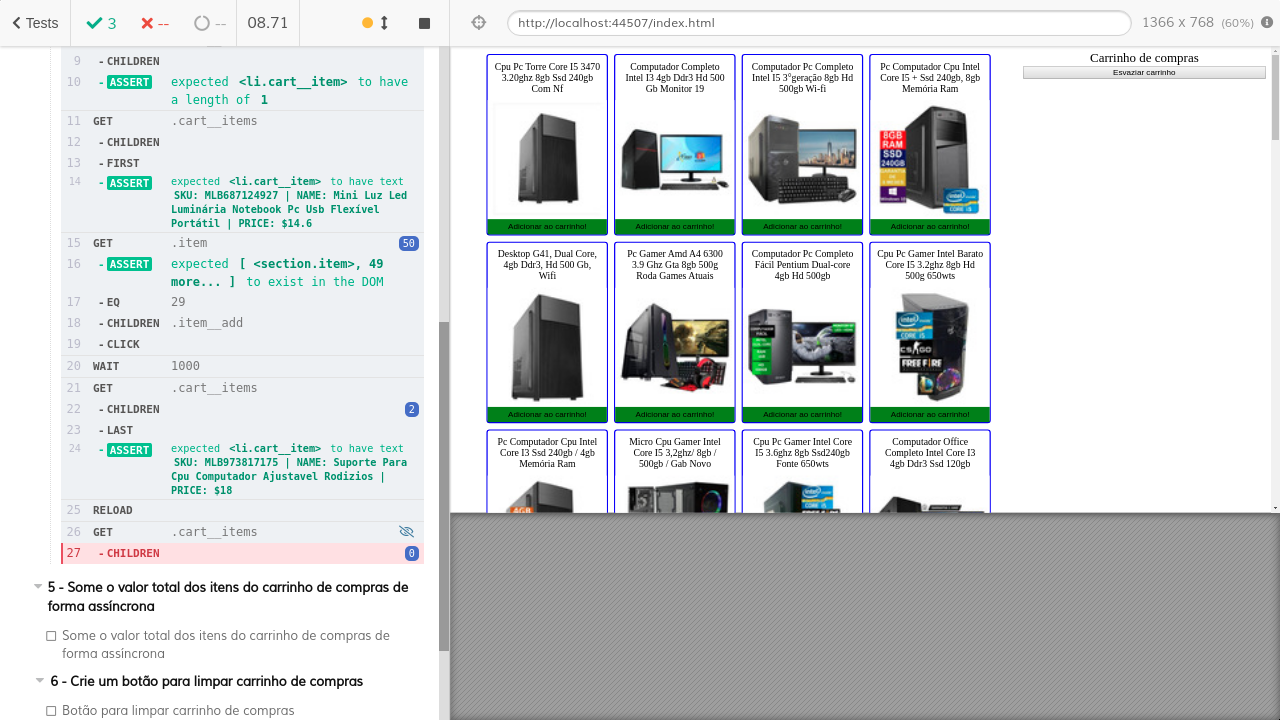 Tests
3
--
--
08.71
http://localhost:44507/index.html
1366 x 768 (60%)
9 -CHILDREN
10 -ASSERT expected <li.cart__item> to have
a length of 1
11 GET .cart__items
12 -CHILDREN
13 -FIRST
14 -ASSERT expected <li.cart__item> to have text
SKU: MLB687124927 | NAME: Mini Luz Led
Luminária Notebook Pc Usb Flexível
Portátil | PRICE: $14.6
15 GET .item 50
16 -ASSERT expected [ <section.item>, 49
more... ] to exist in the DOM
17 -EQ 29
18 -CHILDREN .item__add
19 -CLICK
20 WAIT 1000
21 GET .cart__items
22 -CHILDREN 2
23 -LAST
24 -ASSERT expected <li.cart__item> to have text
SKU: MLB973817175 | NAME: Suporte Para
Cpu Computador Ajustavel Rodizios |
PRICE: $18
25 RELOAD
26 GET .cart__items
27 -CHILDREN 0
5 - Some o valor total dos itens do carrinho de compras de
forma assíncrona
Some o valor total dos itens do carrinho de compras de
forma assíncrona
6 - Crie um botão para limpar carrinho de compras
Botão para limpar carrinho de compras
Cpu Pc Torre Core I5 3470
3.20ghz 8gb Ssd 240gb
Com Nf
Adicionar ao carrinho!
Computador Completo
Intel I3 4gb Ddr3 Hd 500
Gb Monitor 19
Adicionar ao carrinho!
Computador Pc Completo
Intel I5 3°geração 8gb Hd
500gb Wi-fi
Adicionar ao carrinho!
Pc Computador Cpu Intel
Core I5 + Ssd 240gb, 8gb
Memória Ram
8GB
RAM
SSD
240GB
Adicionar ao carrinho!
Desktop G41, Dual Core,
4gb Ddr3, Hd 500 Gb,
Wifi
Adicionar ao carrinho!
Pc Gamer Amd A4 6300
3.9 Ghz Gta 8gb 500g
Roda Games Atuais
Adicionar ao carrinho!
Computador Pc Completo
Fácil Pentium Dual-core
4gb Hd 500gb
Adicionar ao carrinho!
Cpu Pc Gamer Intel Barato
Core I5 3.2ghz 8gb Hd
500g 650wts
intel
CORE i5
CS:GO
FREE FIRE
Adicionar ao carrinho!
Pc Computador Cpu Intel
Core I3 Ssd 240gb / 4gb
Memória Ram
4GB
Micro Cpu Gamer Intel
Core I5 3,2ghz/ 8gb /
500gb / Gab Novo
Cpu Pc Gamer Intel Core
I5 3.6ghz 8gb Ssd240gb
Fonte 650wts
intel
CORE i5
Computador Office
Completo Intel Core I3
4gb Ddr3 Ssd 120gb
Carrinho de compras
Esvaziar carrinho